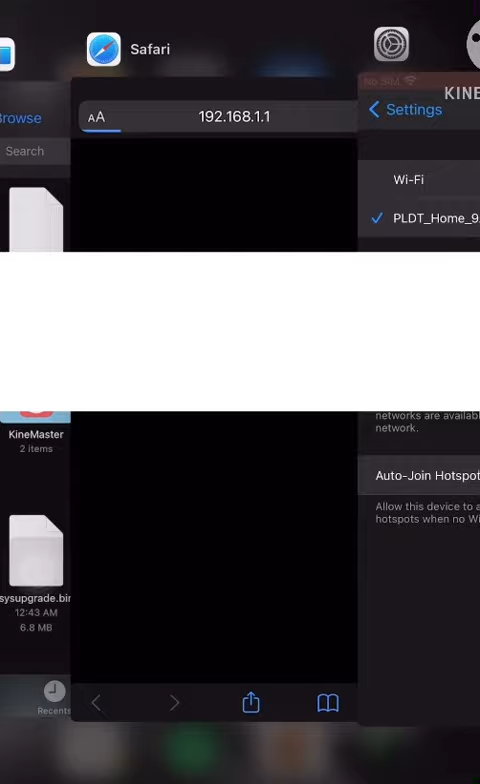 Safari
No SIM
KINE
Browse
AA
192.168.1.1
Settings
Search
Wi-Fi
PLDT_Home_9
networks are availab
network.
KineMaster
2 items
Auto-Join Hotspot
Allow this device to a
hotspots when no Wi
sysupgrade.bin
12:43 AM
6.8 MB
Recents